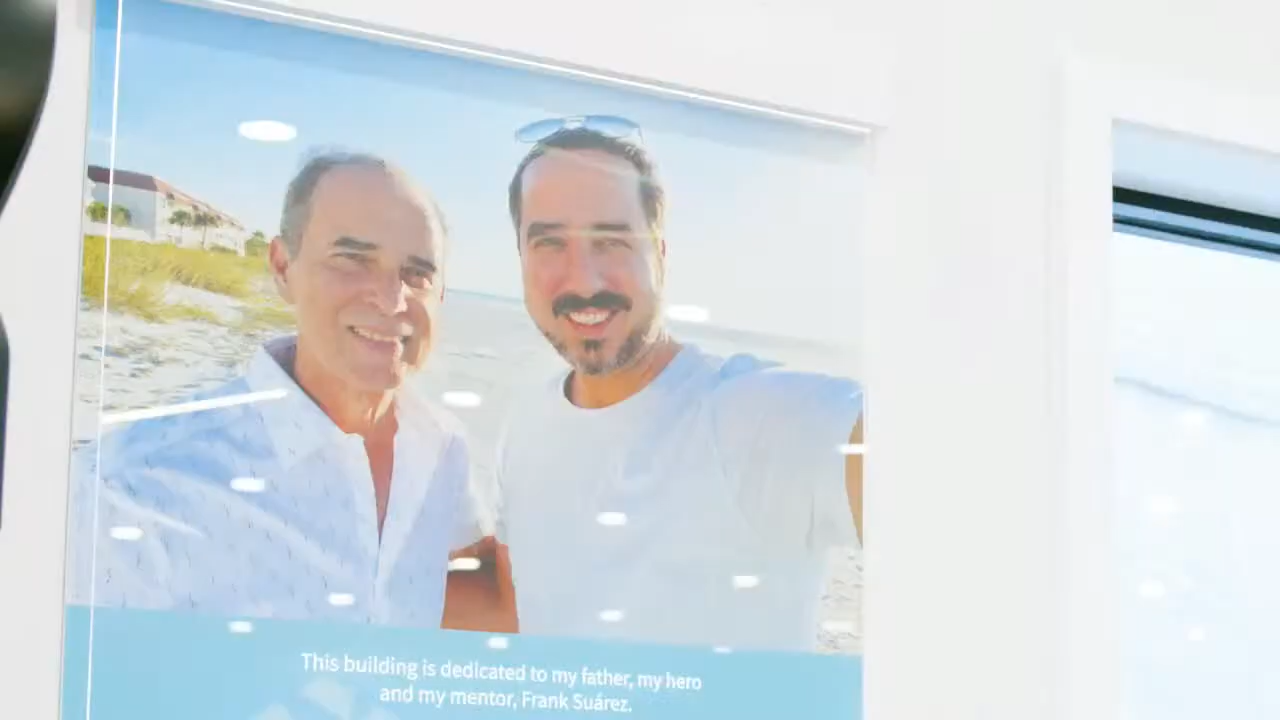 This building is dedicated to my father, my hero
and my mentor, Frank Suárez.